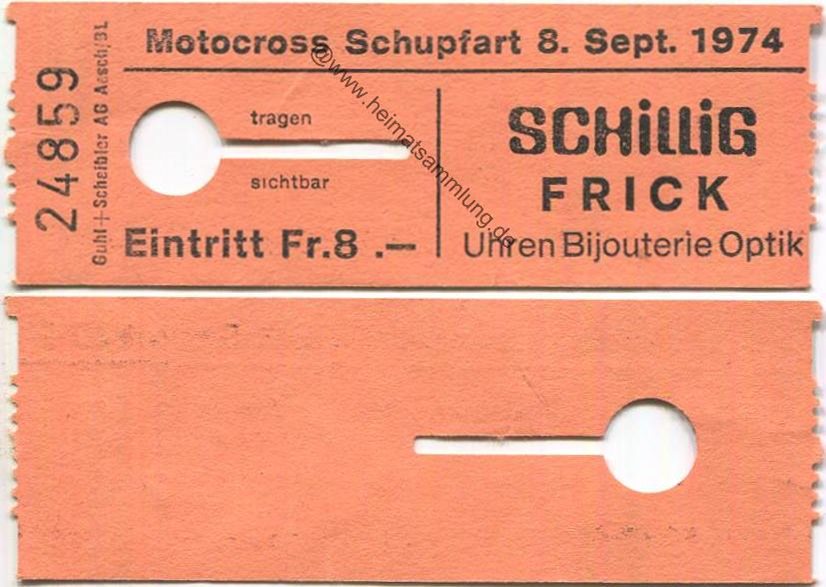 Motocross Schupfart 8. Sept. 1974
24859
Guhl+Scheibler AG Aesch/BL
tragen
sichtbar
Eintritt Fr.8 .–
SCHiLLiG
FRICK
Uhren Bijouterie Optik
@www.heimatsammlung.de